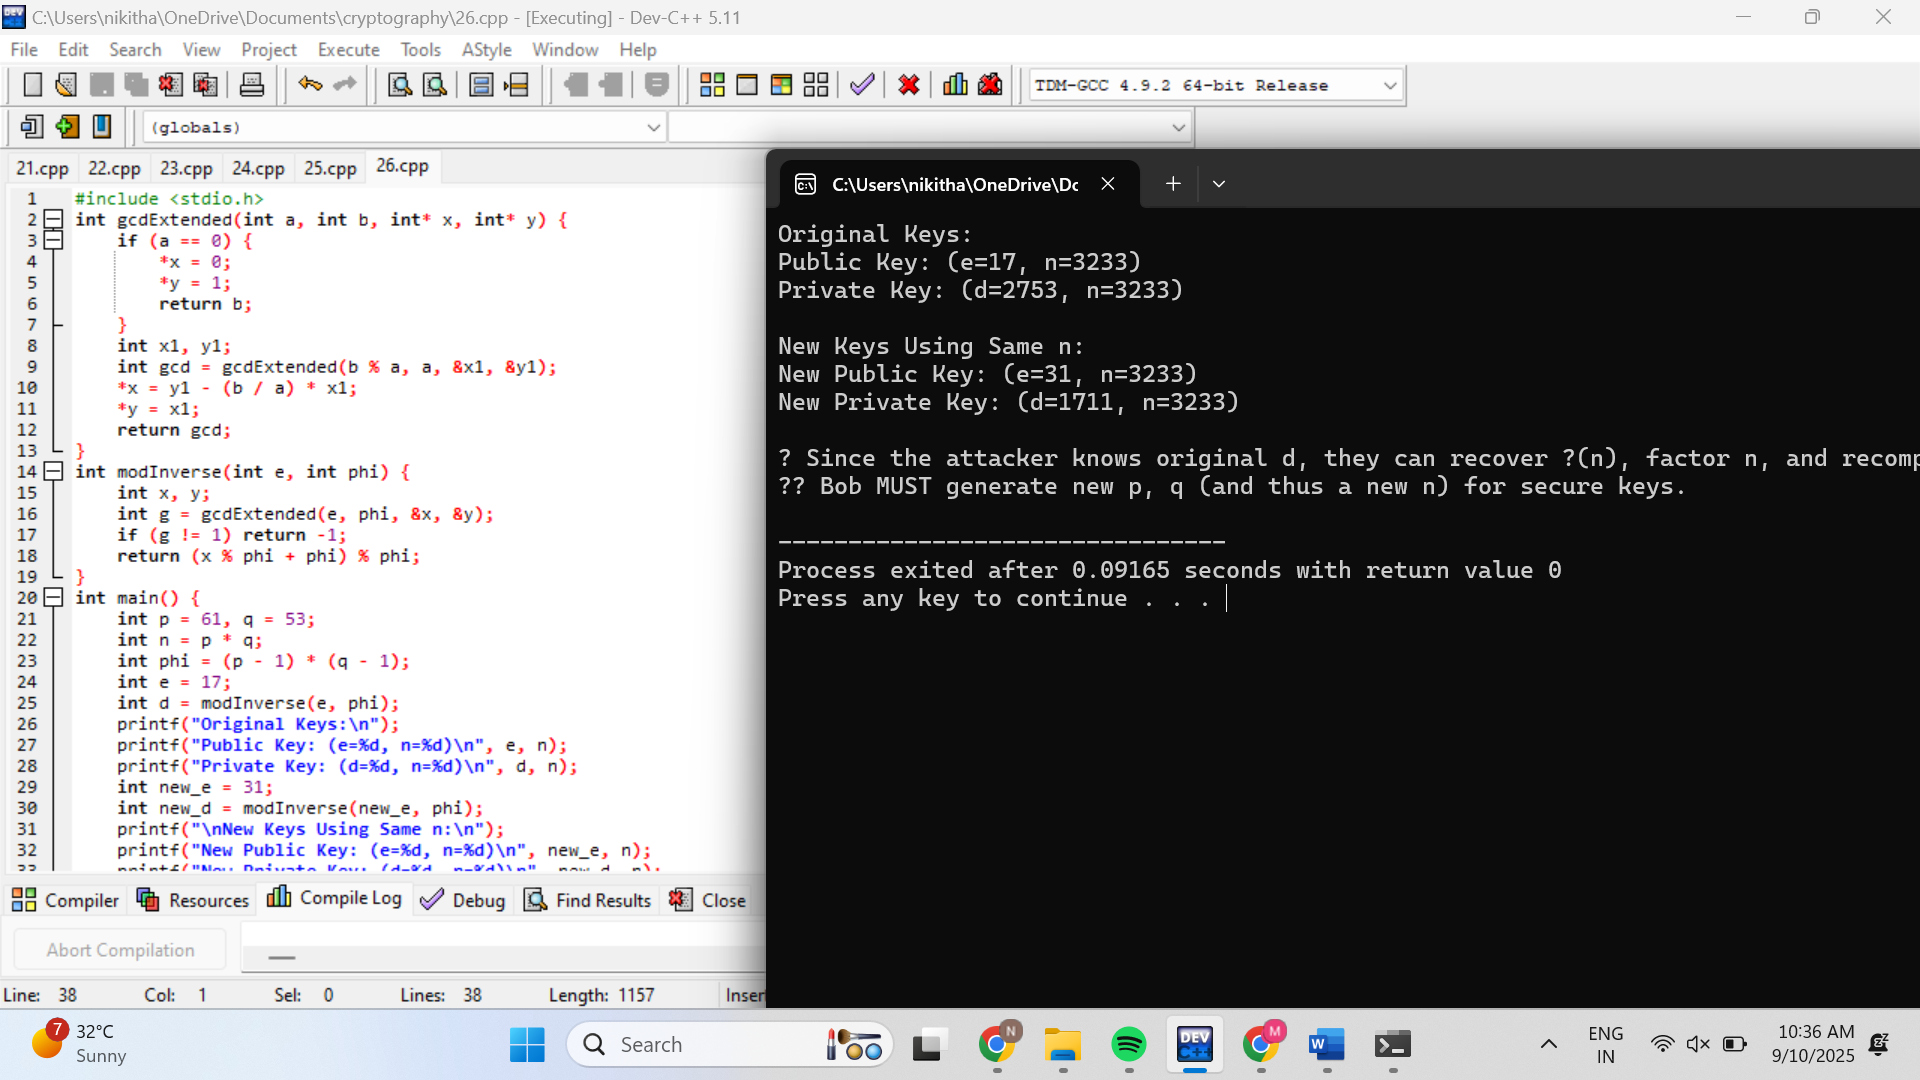 C:\Users\nikitha\OneDrive\Documents\cryptography\26.cpp - [Executing] - Dev-C++ 5.11
File Edit Search View Project Execute Tools AStyle Window Help
TDM-GCC 4.9.2 64-bit Release
(globals)
21.cpp 22.cpp 23.cpp 24.cpp 25.cpp 26.cpp
1 #include <stdio.h>
2 int gcdExtended(int a, int b, int* x, int* y) {
3 if (a == 0) {
4 *x = 0;
5 *y = 1;
6 return b;
7 }
8 int x1, y1;
9 int gcd = gcdExtended(b % a, a, &x1, &y1);
10 *x = y1 - (b / a) * x1;
11 *y = x1;
12 return gcd;
13 }
14 int modInverse(int e, int phi) {
15 int x, y;
16 int g = gcdExtended(e, phi, &x, &y);
17 if (g != 1) return -1;
18 return (x % phi + phi) % phi;
19 }
20 int main() {
21 int p = 61, q = 53;
22 int n = p * q;
23 int phi = (p - 1) * (q - 1);
24 int e = 17;
25 int d = modInverse(e, phi);
26 printf("Original Keys:\n");
27 printf("Public Key: (e=%d, n=%d)\n", e, n);
28 printf("Private Key: (d=%d, n=%d)\n", d, n);
29 int new_e = 31;
30 int new_d = modInverse(new_e, phi);
31 printf("\nNew Keys Using Same n:\n");
32 printf("New Public Key: (e=%d, n=%d)\n", new_e, n);
33 printf("New Private Key: (d=%d, n=%d)\n", new_d, n);
C:\Users\nikitha\OneDrive\Dc
Original Keys:
Public Key: (e=17, n=3233)
Private Key: (d=2753, n=3233)
New Keys Using Same n:
New Public Key: (e=31, n=3233)
New Private Key: (d=1711, n=3233)
? Since the attacker knows original d, they can recover ?(n), factor n, and recomp
?? Bob MUST generate new p, q (and thus a new n) for secure keys.
--------------------------------
Process exited after 0.09165 seconds with return value 0
Press any key to continue . . .
Compiler Resources Compile Log Debug Find Results Close
Abort Compilation
Line: 38 Col: 1 Sel: 0 Lines: 38 Length: 1157 Inser
7
32°C
Sunny
Search
N
DEV C++
M
W
ENG
IN
10:36 AM
9/10/2025